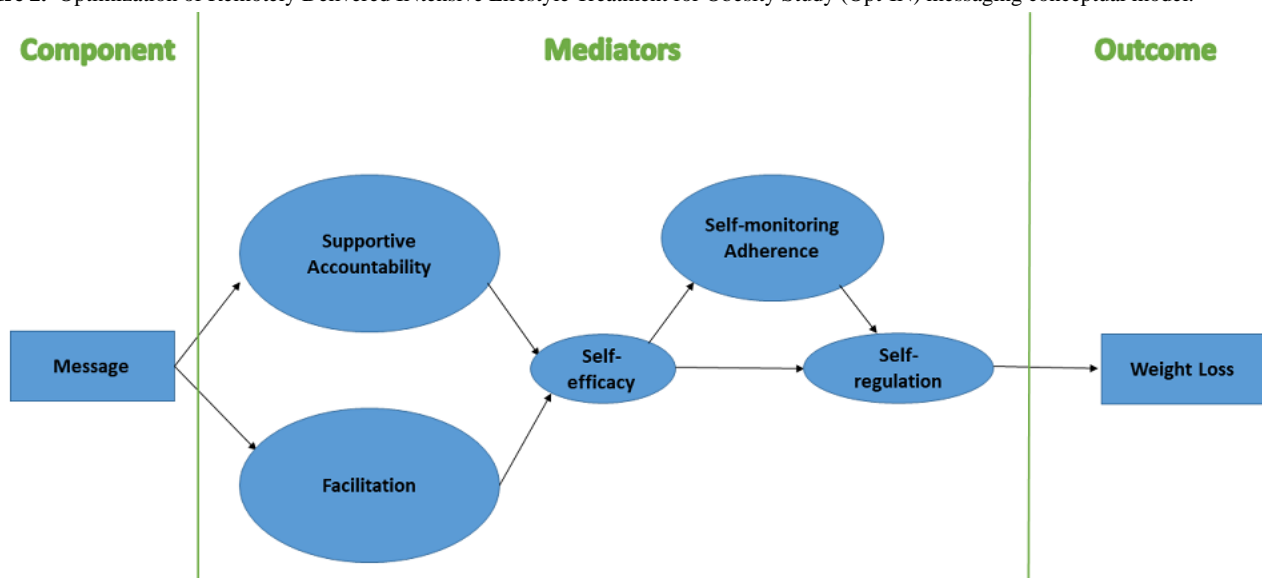 2. Optimization of Remotely Delivered Intensive Lifestyle Treatment for Obesity Study (Opt-IN) messaging conceptual model.
Component
Mediators
Outcome
Supportive
Accountability
Self-monitoring
Adherence
Message
Self-
efficacy
Self-
regulation
Weight Loss
Facilitation